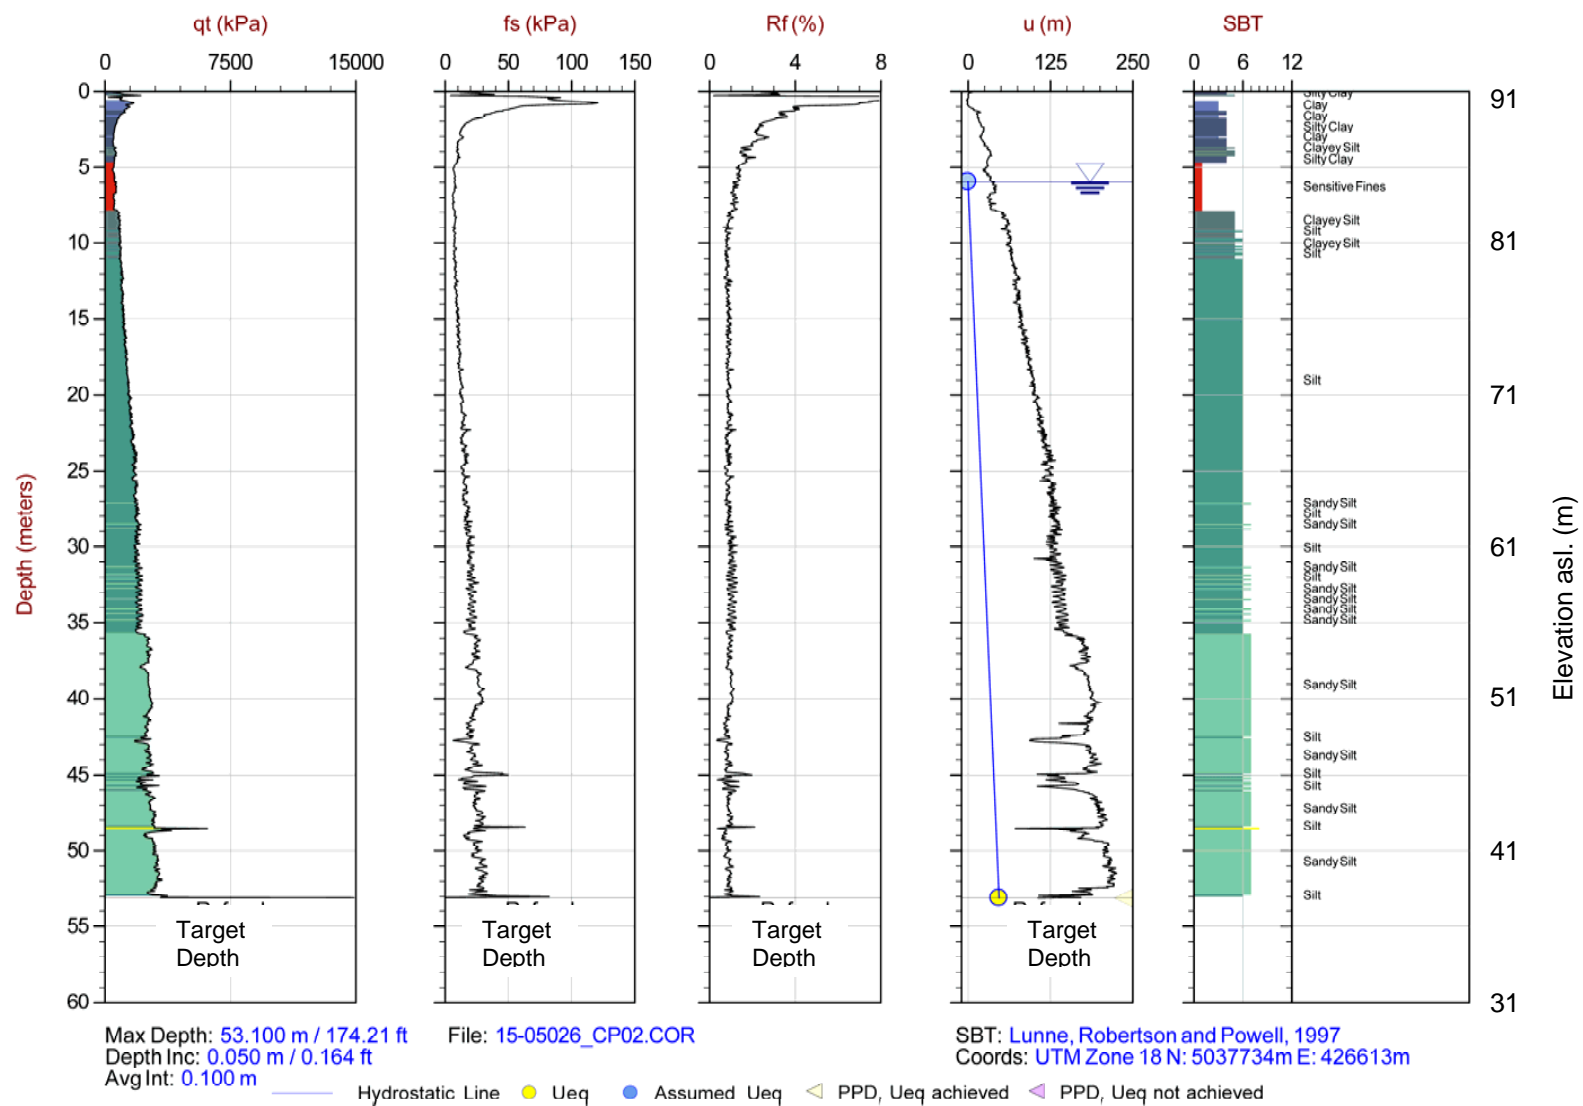 qt (kPa) fs (kPa) Rf (%) u (m) SBT
0 7500 15000 0 50 100 150 0 4 8 0 125 250 0 6 12
0 91
Silty Clay
Clay
Clay
Silty Clay
Clay
Clayey Silt
Silty Clay
5
Sensitive Fines
Clayey Silt
Silt
10 Clayey Silt 81
Silt
15
Silt
20 71
25
Sandy Silt
Silt
Sandy Silt
30 Silt 61
Sandy Silt
Silt
Sandy Silt
Sandy Silt
Sandy Silt
35 Sandy Silt
Depth (meters)
Elevation asl. (m)
Sandy Silt
40 51
Silt
Sandy Silt
45 Silt
Silt
Sandy Silt
Silt
50 41
Sandy Silt
Silt
55
Target Depth
Target Depth
Target Depth
Target Depth
60 31
Max Depth: 53.100 m / 174.21 ft
Depth Inc: 0.050 m / 0.164 ft
Avg Int: 0.100 m
File: 15-05026_CP02.COR
SBT: Lunne, Robertson and Powell, 1997
Coords: UTM Zone 18 N: 5037734m E: 426613m
Hydrostatic Line Ueq Assumed Ueq PPD, Ueq achieved PPD, Ueq not achieved